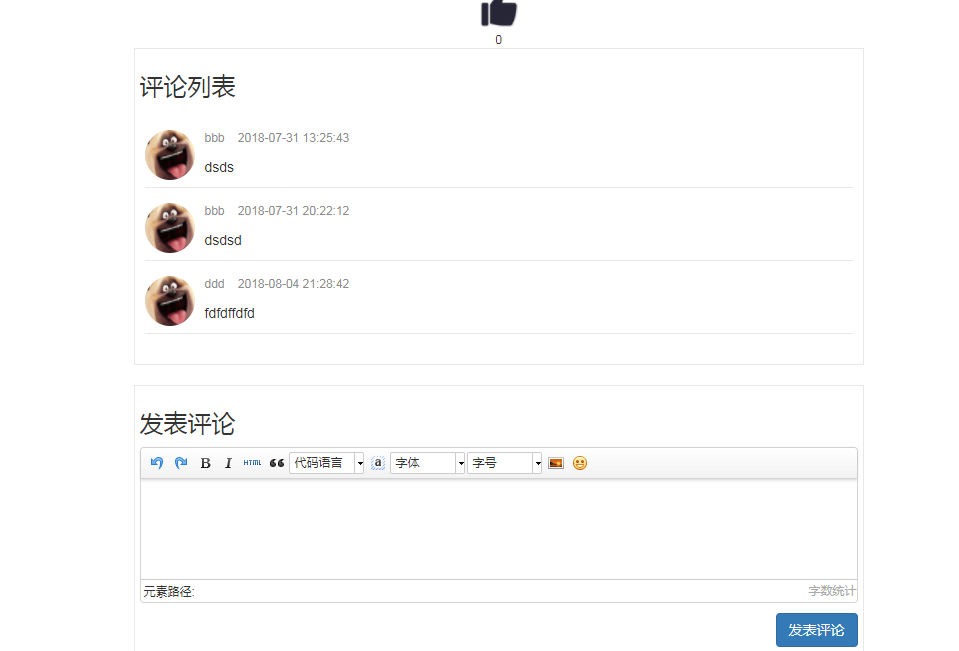 0
评论列表
bbb 2018-07-31 13:25:43
dsds
bbb 2018-07-31 20:22:12
dsdsd
ddd 2018-08-04 21:28:42
fdfdffdfd
发表评论
B I HTML 代码语言 a 字体 字号
元素路径: 字数统计
发表评论